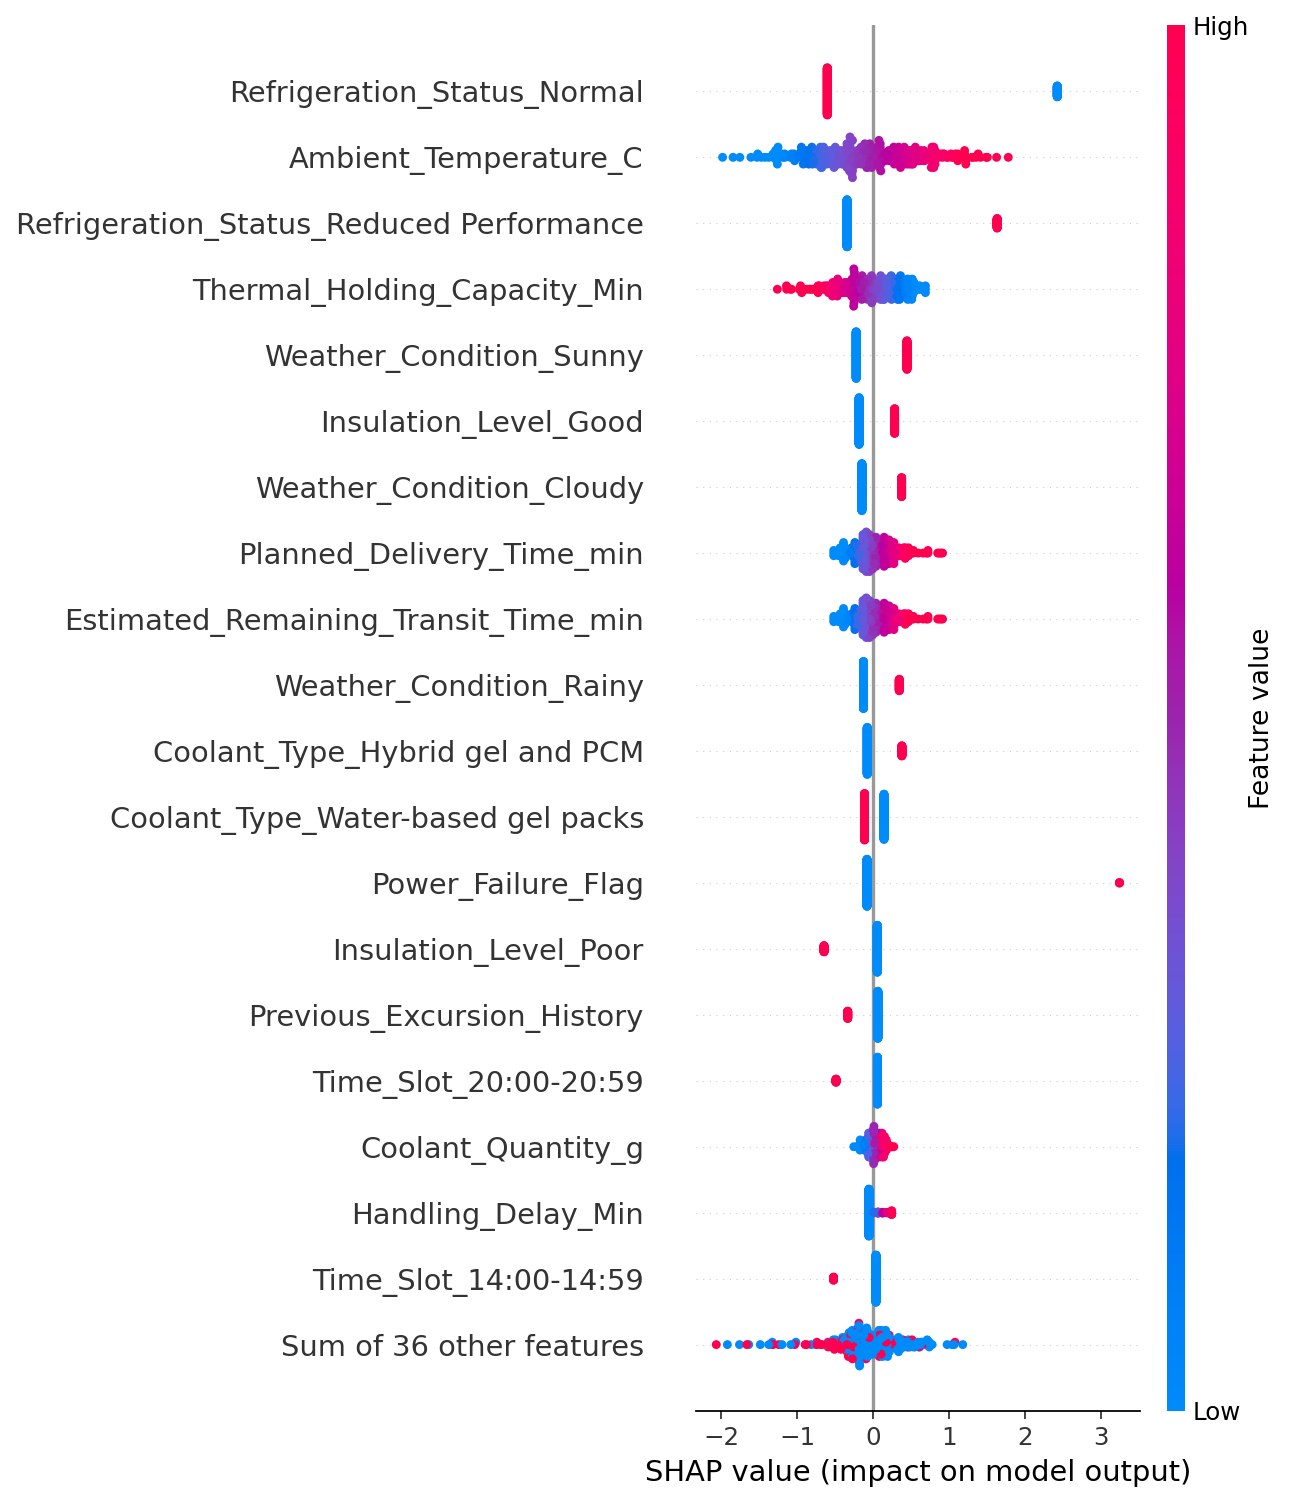 High
Refrigeration_Status_Normal
Ambient_Temperature_C
Refrigeration_Status_Reduced Performance
Thermal_Holding_Capacity_Min
Weather_Condition_Sunny
Insulation_Level_Good
Weather_Condition_Cloudy
Planned_Delivery_Time_min
Estimated_Remaining_Transit_Time_min
Weather_Condition_Rainy
Coolant_Type_Hybrid gel and PCM
Coolant_Type_Water-based gel packs
Power_Failure_Flag
Insulation_Level_Poor
Previous_Excursion_History
Time_Slot_20:00-20:59
Coolant_Quantity_g
Handling_Delay_Min
Time_Slot_14:00-14:59
Sum of 36 other features
Feature value
Low
−2 −1 0 1 2 3
SHAP value (impact on model output)